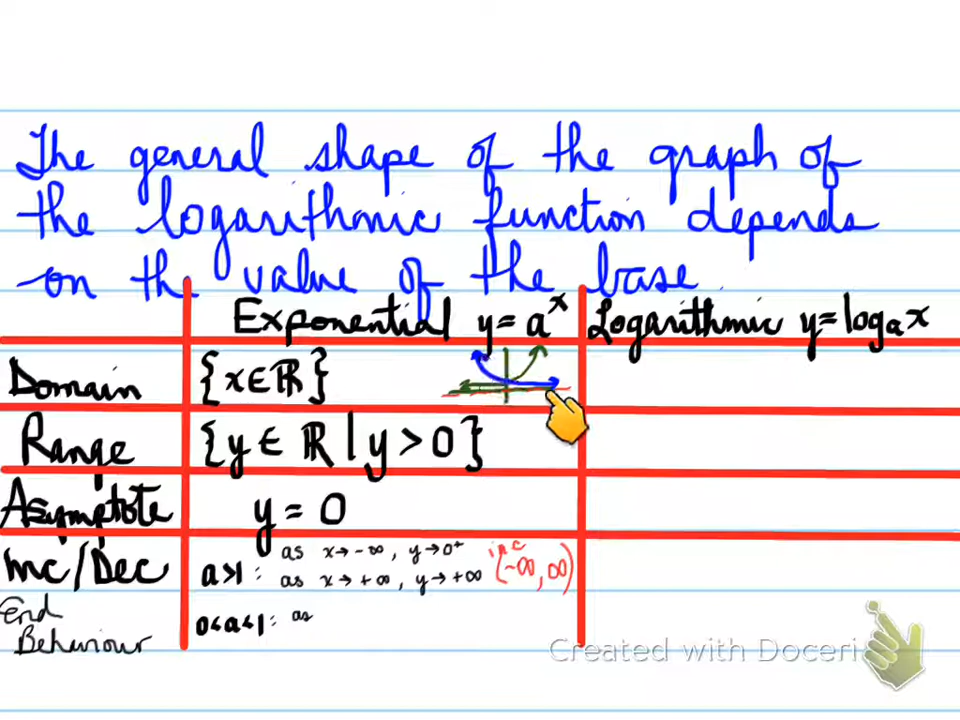 The general shape of the graph of
the logarithmic function depends
on the value of the base
Exponential y=a^x
Logarithmic y=log_a x
Domain {x∈ℝ}
Range {y∈ℝ|y>0}
Asymptote y=0
Inc/Dec
End
Behaviour
a>1: as x→-∞, y→0⁺
as x→+∞, y→+∞
inc
(-∞,∞)
0<a<1: as
Created with Doceri